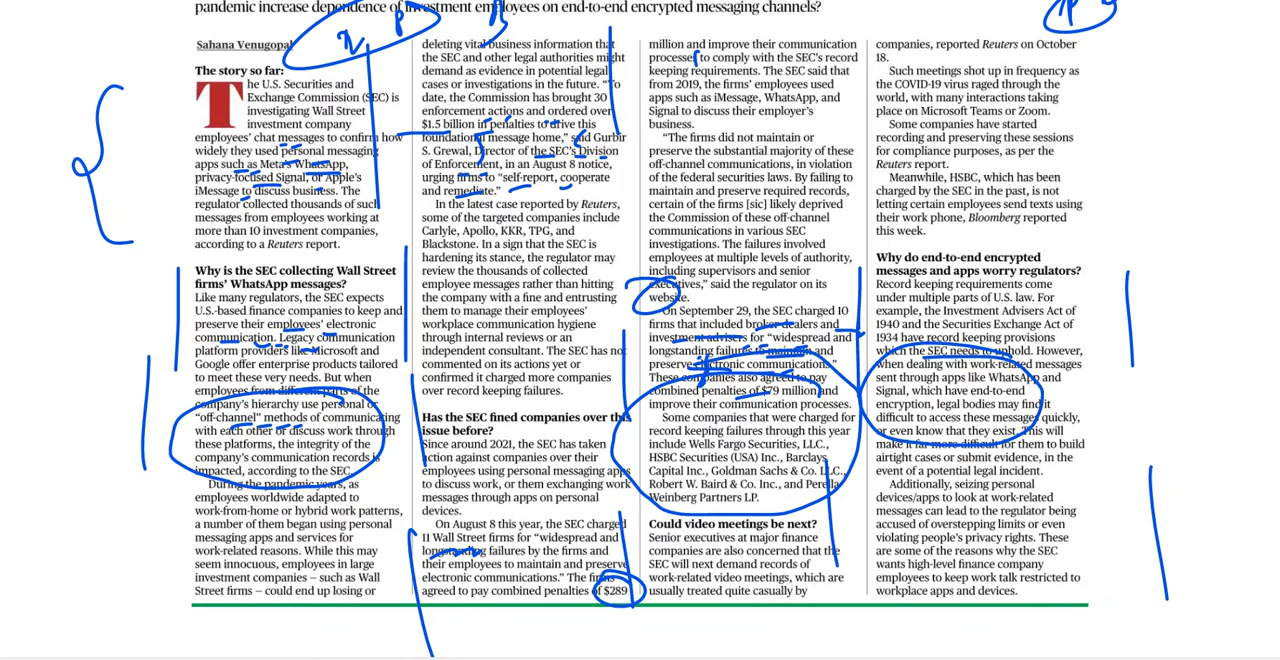 pandemic increase dependence of investment employees on end-to-end encrypted messaging channels?
Sahana Venugopal
The story so far:
The U.S. Securities and
Exchange Commission (SEC) is
investigating Wall Street
investment company
employees' chat messages to confirm how
widely they used personal messaging
apps such as Meta's WhatsApp,
privacy-focused Signal, or Apple's
iMessage to discuss business. The
regulator collected thousands of such
messages from employees working at
more than 10 investment companies,
according to a Reuters report.
Why is the SEC collecting Wall Street
firms' WhatsApp messages?
Like many regulators, the SEC expects
U.S.-based finance companies to keep and
preserve their employees' electronic
communication. Legacy communication
platform providers like Microsoft and
Google offer enterprise products tailored
to meet these very needs. But when
employees from different parts of the
company's hierarchy use personal or
"off-channel" methods of communicating
with each other or discuss work through
these platforms, the integrity of the
company's communication records is
impacted, according to the SEC.
During the pandemic years, as
employees worldwide adapted to
work-from-home or hybrid work patterns,
a number of them began using personal
messaging apps and services for
work-related reasons. While this may
seem innocuous, employees in large
investment companies – such as Wall
Street firms – could end up losing or
deleting vital business information that
the SEC and other legal authorities might
demand as evidence in potential legal
cases or investigations in the future. "To
date, the Commission has brought 30
enforcement actions and ordered over
$1.5 billion in penalties to drive this
foundational message home," said Gurbir
S. Grewal, Director of the SEC's Division
of Enforcement, in an August 8 notice,
urging firms to "self-report, cooperate
and remediate."
In the latest case reported by Reuters,
some of the targeted companies include
Carlyle, Apollo, KKR, TPG, and
Blackstone. In a sign that the SEC is
hardening its stance, the regulator may
review the thousands of collected
employee messages rather than hitting
the company with a fine and entrusting
them to manage their employees'
workplace communication hygiene
through internal reviews or an
independent consultant. The SEC has not
commented on its actions yet or
confirmed it charged more companies
over record keeping failures.
Has the SEC fined companies over this
issue before?
Since around 2021, the SEC has taken
action against companies over their
employees using personal messaging apps
to discuss work, or them exchanging work
messages through apps on personal
devices.
On August 8 this year, the SEC charged
11 Wall Street firms for "widespread and
longstanding failures by the firms and
their employees to maintain and preserve
electronic communications." The firms
agreed to pay combined penalties of $289
million and improve their communication
processes to comply with the SEC's record
keeping requirements. The SEC said that
from 2019, the firms' employees used
apps such as iMessage, WhatsApp, and
Signal to discuss their employer's
business.
"The firms did not maintain or
preserve the substantial majority of these
off-channel communications, in violation
of the federal securities laws. By failing to
maintain and preserve required records,
certain of the firms [sic] likely deprived
the Commission of these off-channel
communications in various SEC
investigations. The failures involved
employees at multiple levels of authority,
including supervisors and senior
executives," said the regulator on its
website.
On September 29, the SEC charged 10
firms that included broker-dealers and
investment advisers for "widespread and
longstanding failures to maintain and
preserve electronic communications."
These companies also agreed to pay
combined penalties of $79 million and
improve their communication processes.
Some companies that were charged for
record keeping failures through this year
include Wells Fargo Securities, LLC.,
HSBC Securities (USA) Inc., Barclays
Capital Inc., Goldman Sachs & Co. LLC.,
Robert W. Baird & Co. Inc., and Perella
Weinberg Partners LP.
Could video meetings be next?
Senior executives at major finance
companies are also concerned that the
SEC will next demand records of
work-related video meetings, which are
usually treated quite casually by
companies, reported Reuters on October
18.
Such meetings shot up in frequency as
the COVID-19 virus raged through the
world, with many interactions taking
place on Microsoft Teams or Zoom.
Some companies have started
recording and preserving these sessions
for compliance purposes, as per the
Reuters report.
Meanwhile, HSBC, which has been
charged by the SEC in the past, is not
letting certain employees send texts using
their work phone, Bloomberg reported
this week.
Why do end-to-end encrypted
messages and apps worry regulators?
Record keeping requirements come
under multiple parts of U.S. law. For
example, the Investment Advisers Act of
1940 and the Securities Exchange Act of
1934 have record keeping provisions
which the SEC needs to uphold. However,
when dealing with work-related messages
sent through apps like WhatsApp and
Signal, which have end-to-end
encryption, legal bodies may find it
difficult to access these messages quickly,
or even know that they exist. This will
make it far more difficult for them to build
airtight cases or submit evidence, in the
event of a potential legal incident.
Additionally, seizing personal
devices/apps to look at work-related
messages can lead to the regulator being
accused of overstepping limits or even
violating people's privacy rights. These
are some of the reasons why the SEC
wants high-level finance company
employees to keep work talk restricted to
workplace apps and devices.